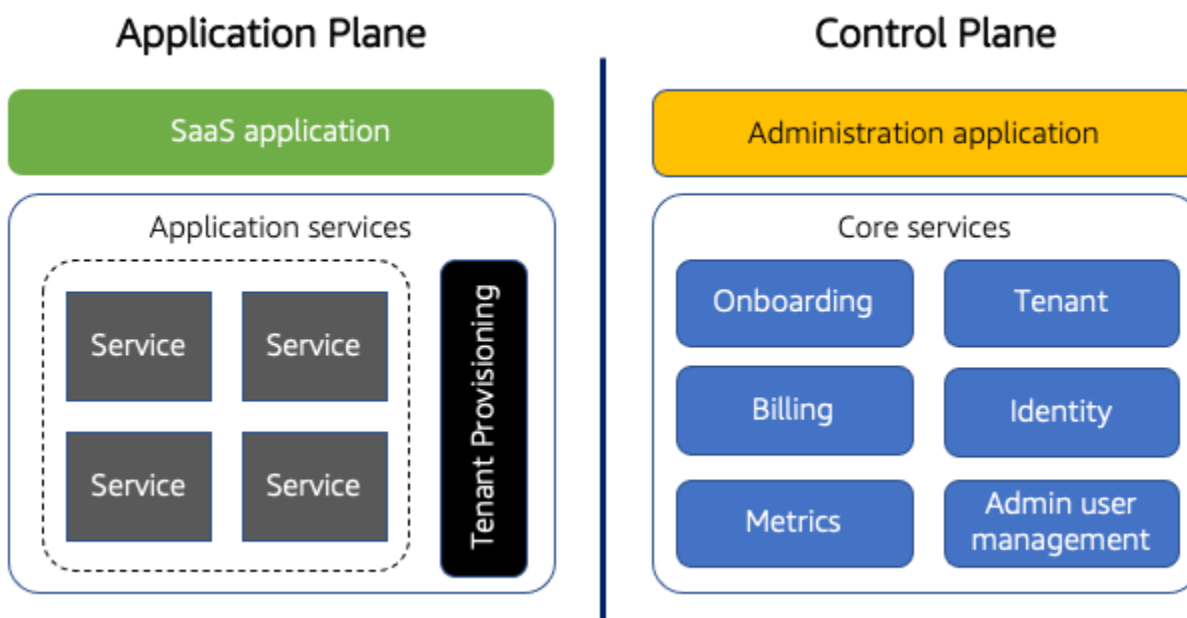 Application Plane
SaaS application
Application services
Service
Service
Service
Service
Tenant Provisioning
Control Plane
Administration application
Core services
Onboarding
Tenant
Billing
Identity
Metrics
Admin user
management